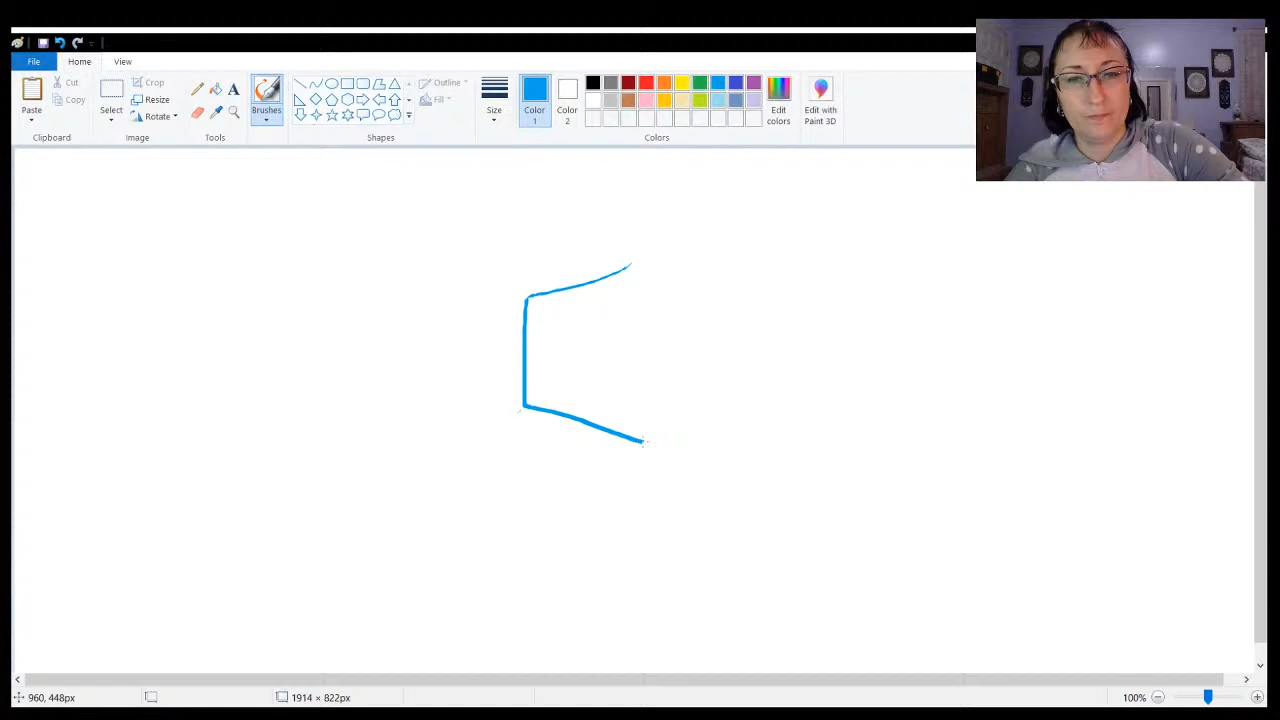 File Home View
Paste Cut Copy Clipboard
Select Crop Resize Rotate Image
A Tools
Brushes
Outline Fill Shapes
Size
Color 1 Color 2
Edit colors Colors
Edit with Paint 3D
960, 448px 1914 × 822px 100%